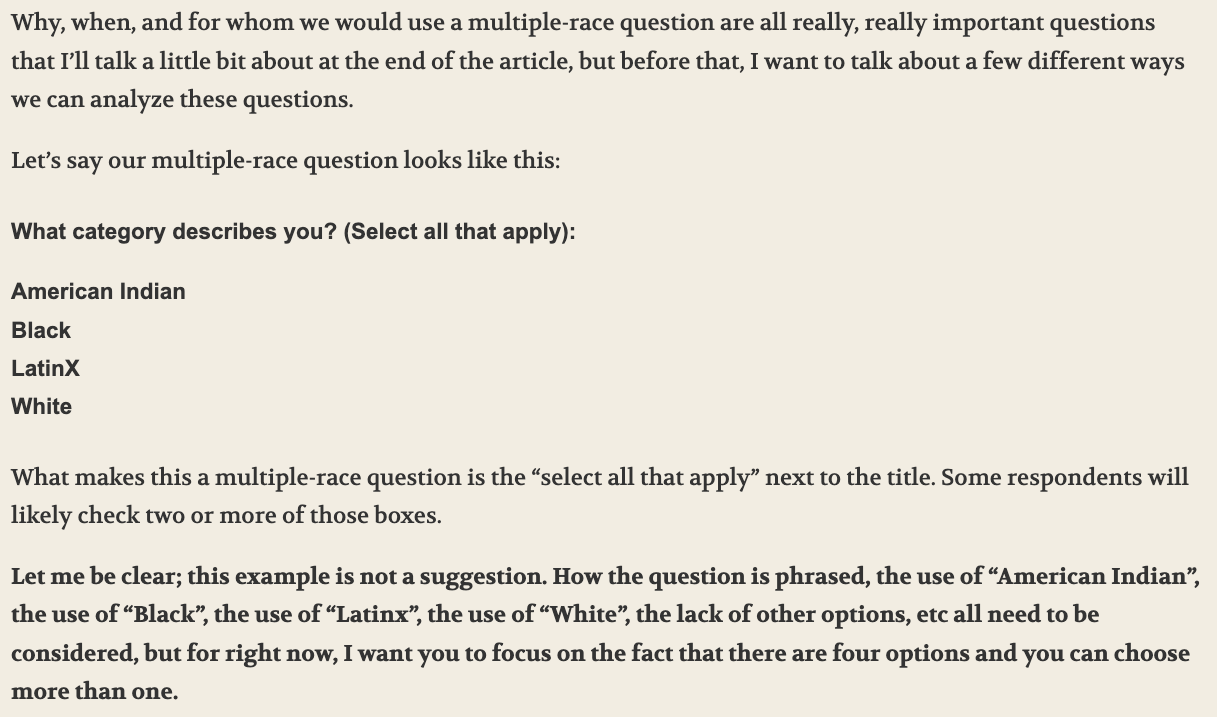 Why, when, and for whom we would use a multiple-race question are all really, really important questions
that I’ll talk a little bit about at the end of the article, but before that, I want to talk about a few different ways
we can analyze these questions.
Let’s say our multiple-race question looks like this:
What category describes you? (Select all that apply):
American Indian
Black
LatinX
White
What makes this a multiple-race question is the “select all that apply” next to the title. Some respondents will
likely check two or more of those boxes.
Let me be clear; this example is not a suggestion. How the question is phrased, the use of “American Indian”,
the use of “Black”, the use of “Latinx”, the use of “White”, the lack of other options, etc all need to be
considered, but for right now, I want you to focus on the fact that there are four options and you can choose
more than one.